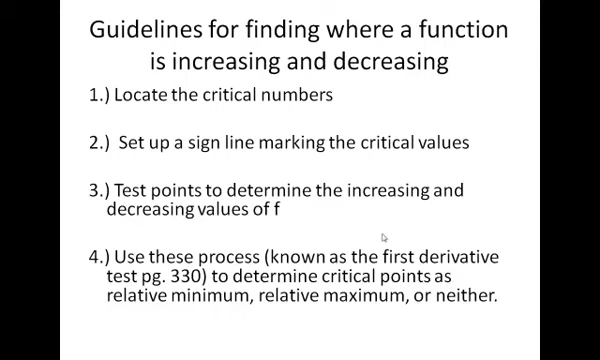 Guidelines for finding where a function
is increasing and decreasing
1.) Locate the critical numbers
2.) Set up a sign line marking the critical values
3.) Test points to determine the increasing and
decreasing values of f
4.) Use these process (known as the first derivative
test pg. 330) to determine critical points as
relative minimum, relative maximum, or neither.